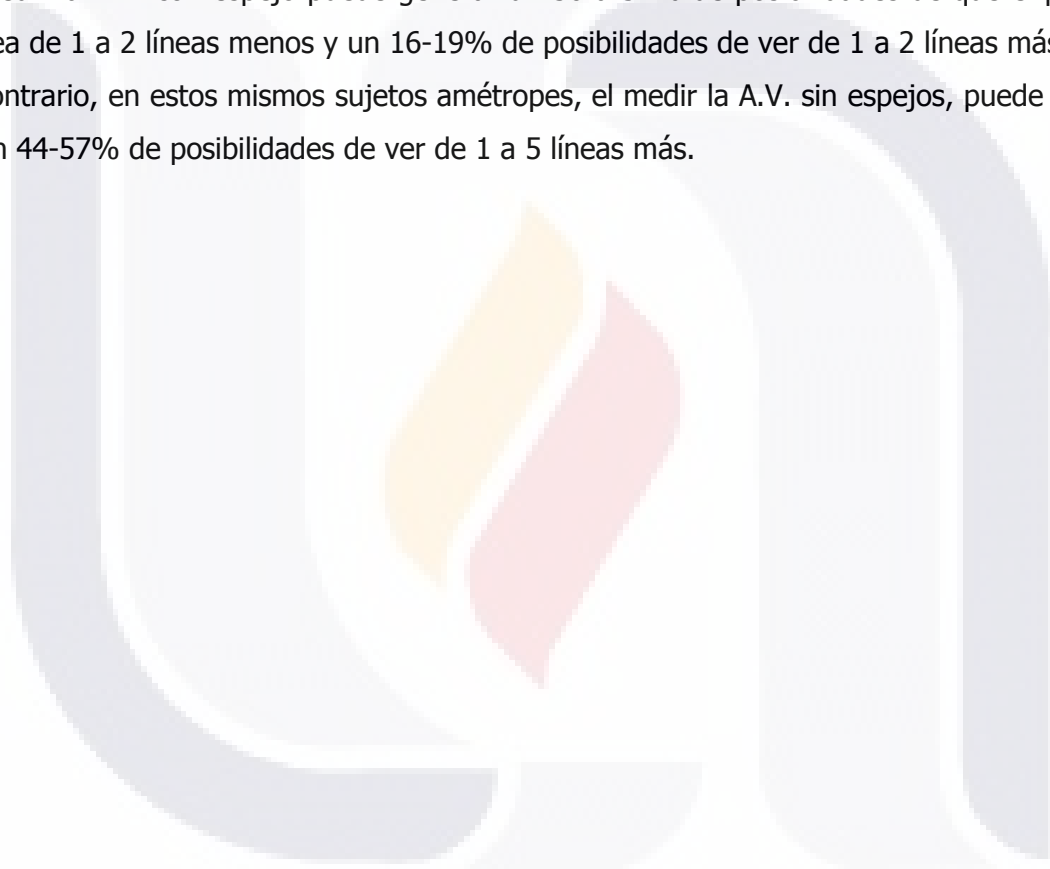 ea de 1 a 2 líneas menos y un 16-19% de posibilidades de ver de 1 a 2 líneas más
ontrario, en estos mismos sujetos amétropes, el medir la A.V. sin espejos, puede
n 44-57% de posibilidades de ver de 1 a 5 líneas más.